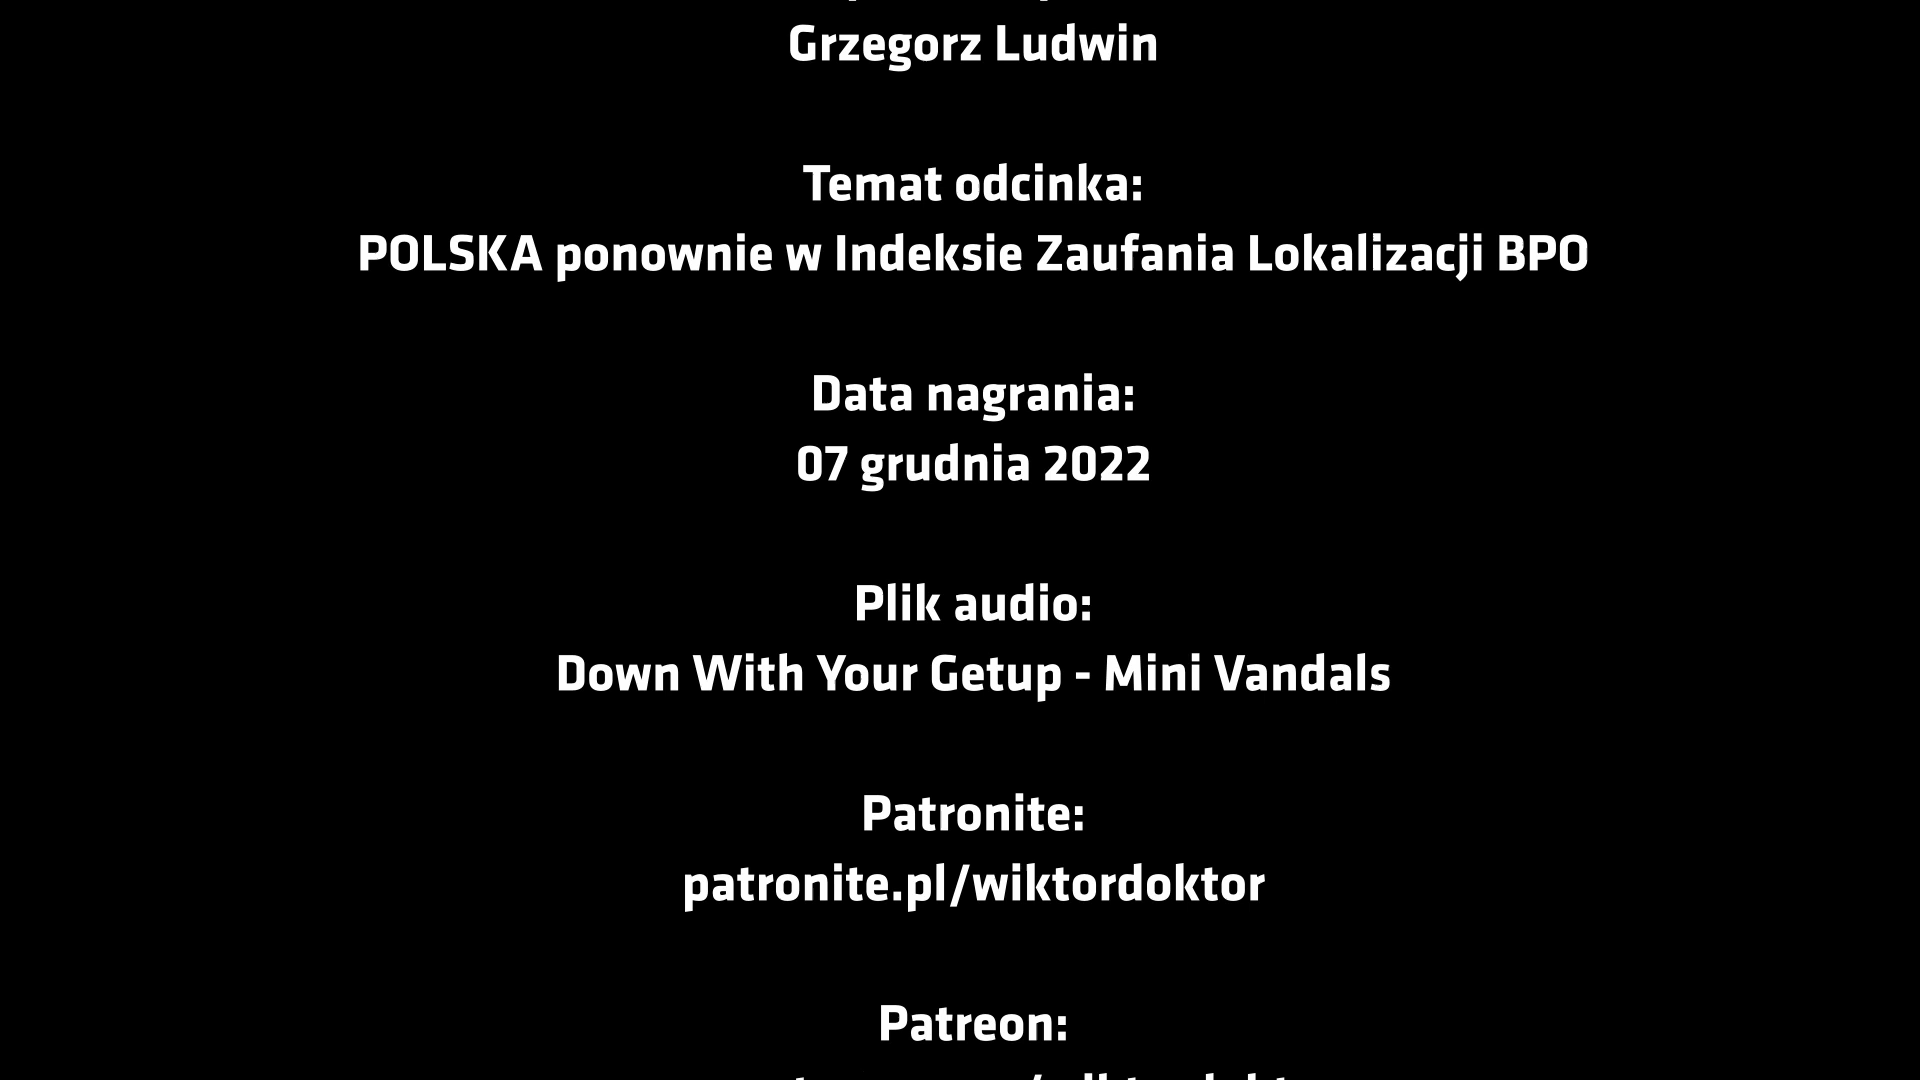 Grzegorz Ludwin
Temat odcinka:
POLSKA ponownie w Indeksie Zaufania Lokalizacji BPO
Data nagrania:
07 grudnia 2022
Plik audio:
Down With Your Getup - Mini Vandals
Patronite:
patronite.pl/wiktordoktor
Patreon: